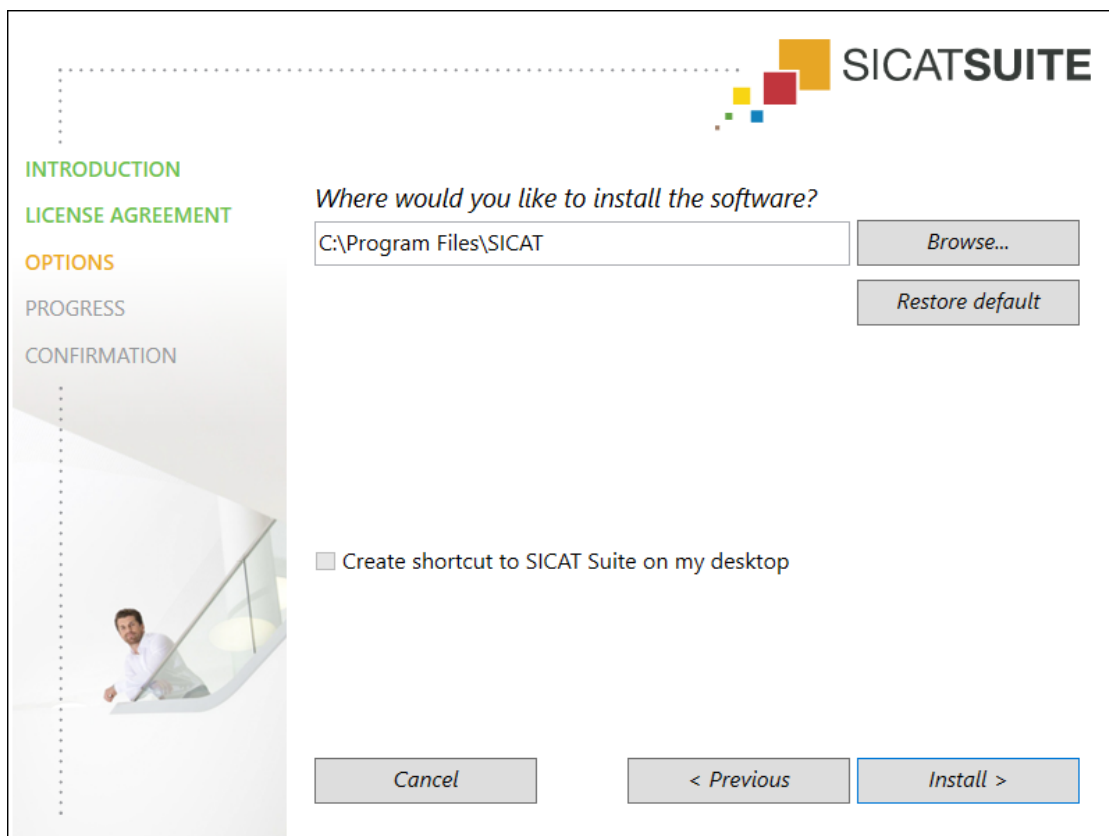 SICATSUITE
INTRODUCTION
LICENSE AGREEMENT
OPTIONS
PROGRESS
CONFIRMATION
Where would you like to install the software?
C:\Program Files\SICAT
Browse...
Restore default
Create shortcut to SICAT Suite on my desktop
Cancel
< Previous
Install >